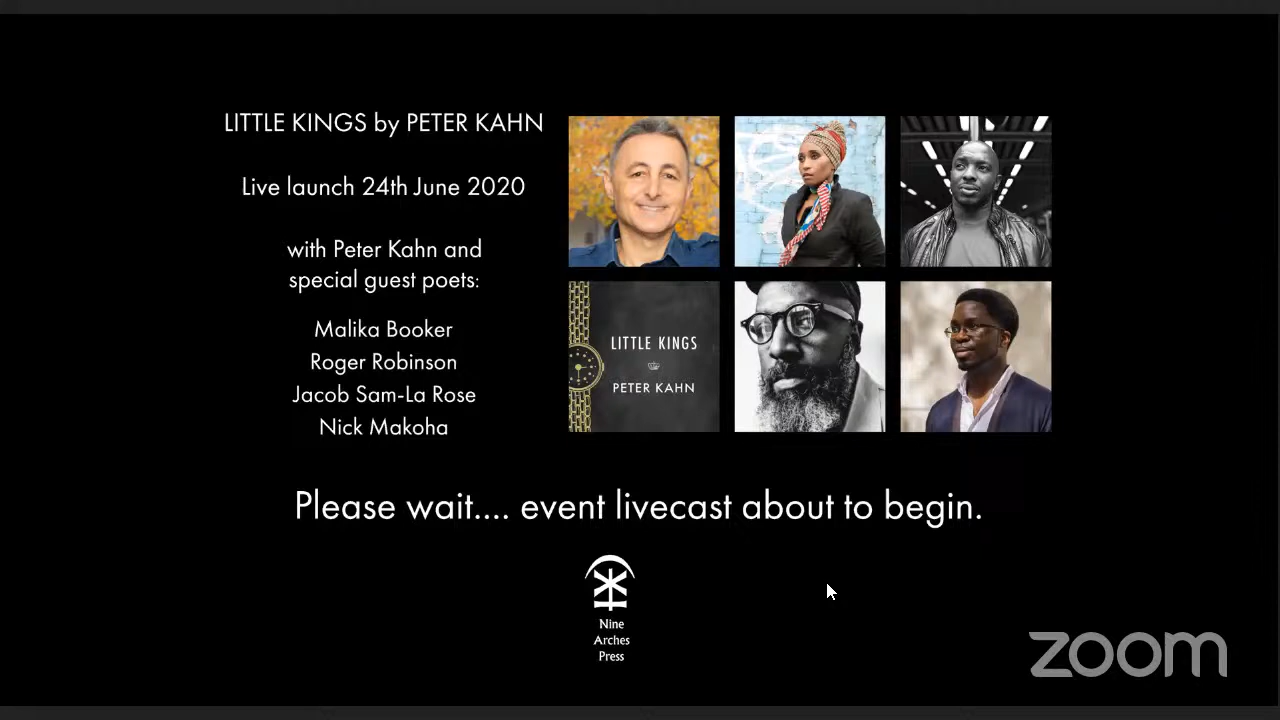 LITTLE KINGS by PETER KAHN
Live launch 24th June 2020
with Peter Kahn and
special guest poets:
Malika Booker
Roger Robinson
Jacob Sam-La Rose
Nick Makoha
LITTLE KINGS
PETER KAHN
Please wait.... event livecast about to begin.
Nine
Arches
Press
zoom